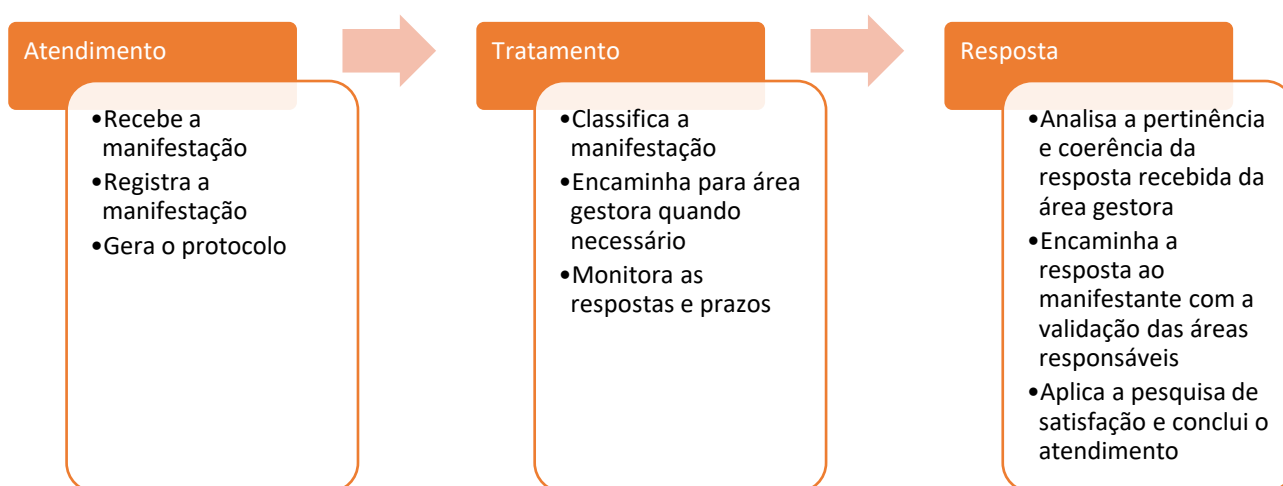 Atendimento
•Recebe a
manifestação
•Registra a
manifestação
•Gera o protocolo
Tratamento
•Classifica a
manifestação
•Encaminha para área
gestora quando
necessário
•Monitora as
respostas e prazos
Resposta
•Analisa a pertinência
e coerência da
resposta recebida da
área gestora
•Encaminha a
resposta ao
manifestante com a
validação das áreas
responsáveis
•Aplica a pesquisa de
satisfação e conclui o
atendimento